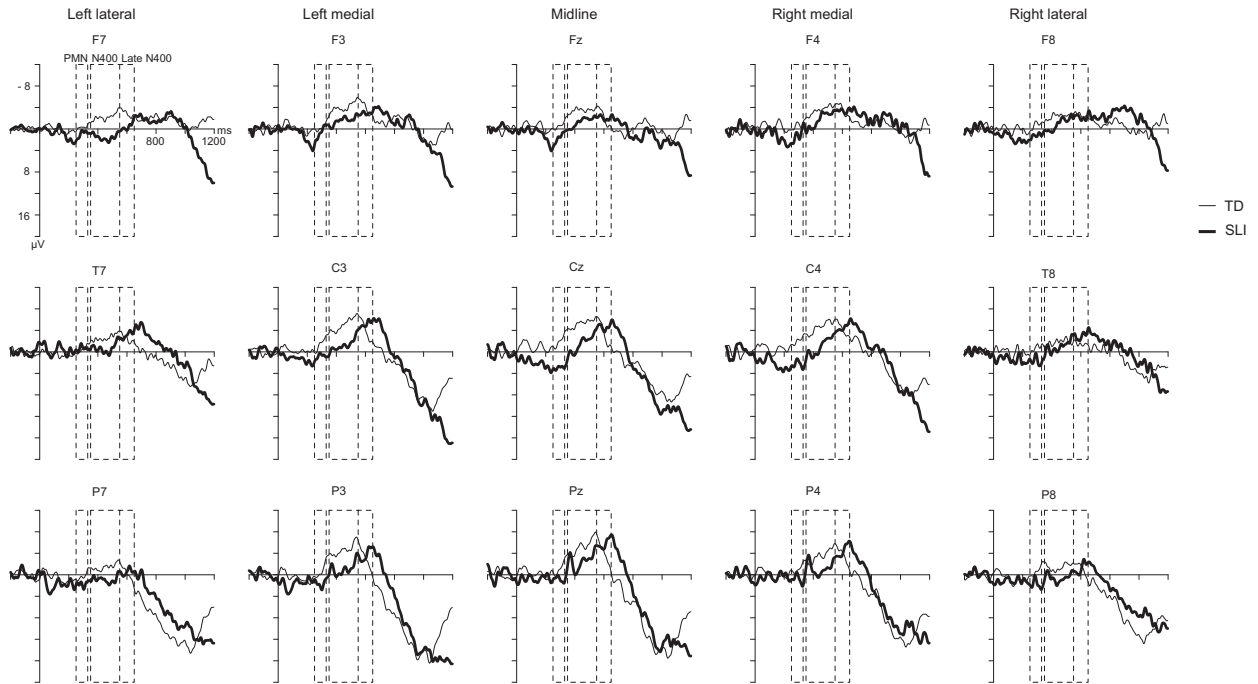 Left lateral
Left medial
Midline
Right medial
Right lateral
F7
F3
Fz
F4
F8
PMN N400 Late N400
- 8
8
16
µV
800
1200
ms
TD
SLI
T7
C3
Cz
C4
T8
P7
P3
Pz
P4
P8